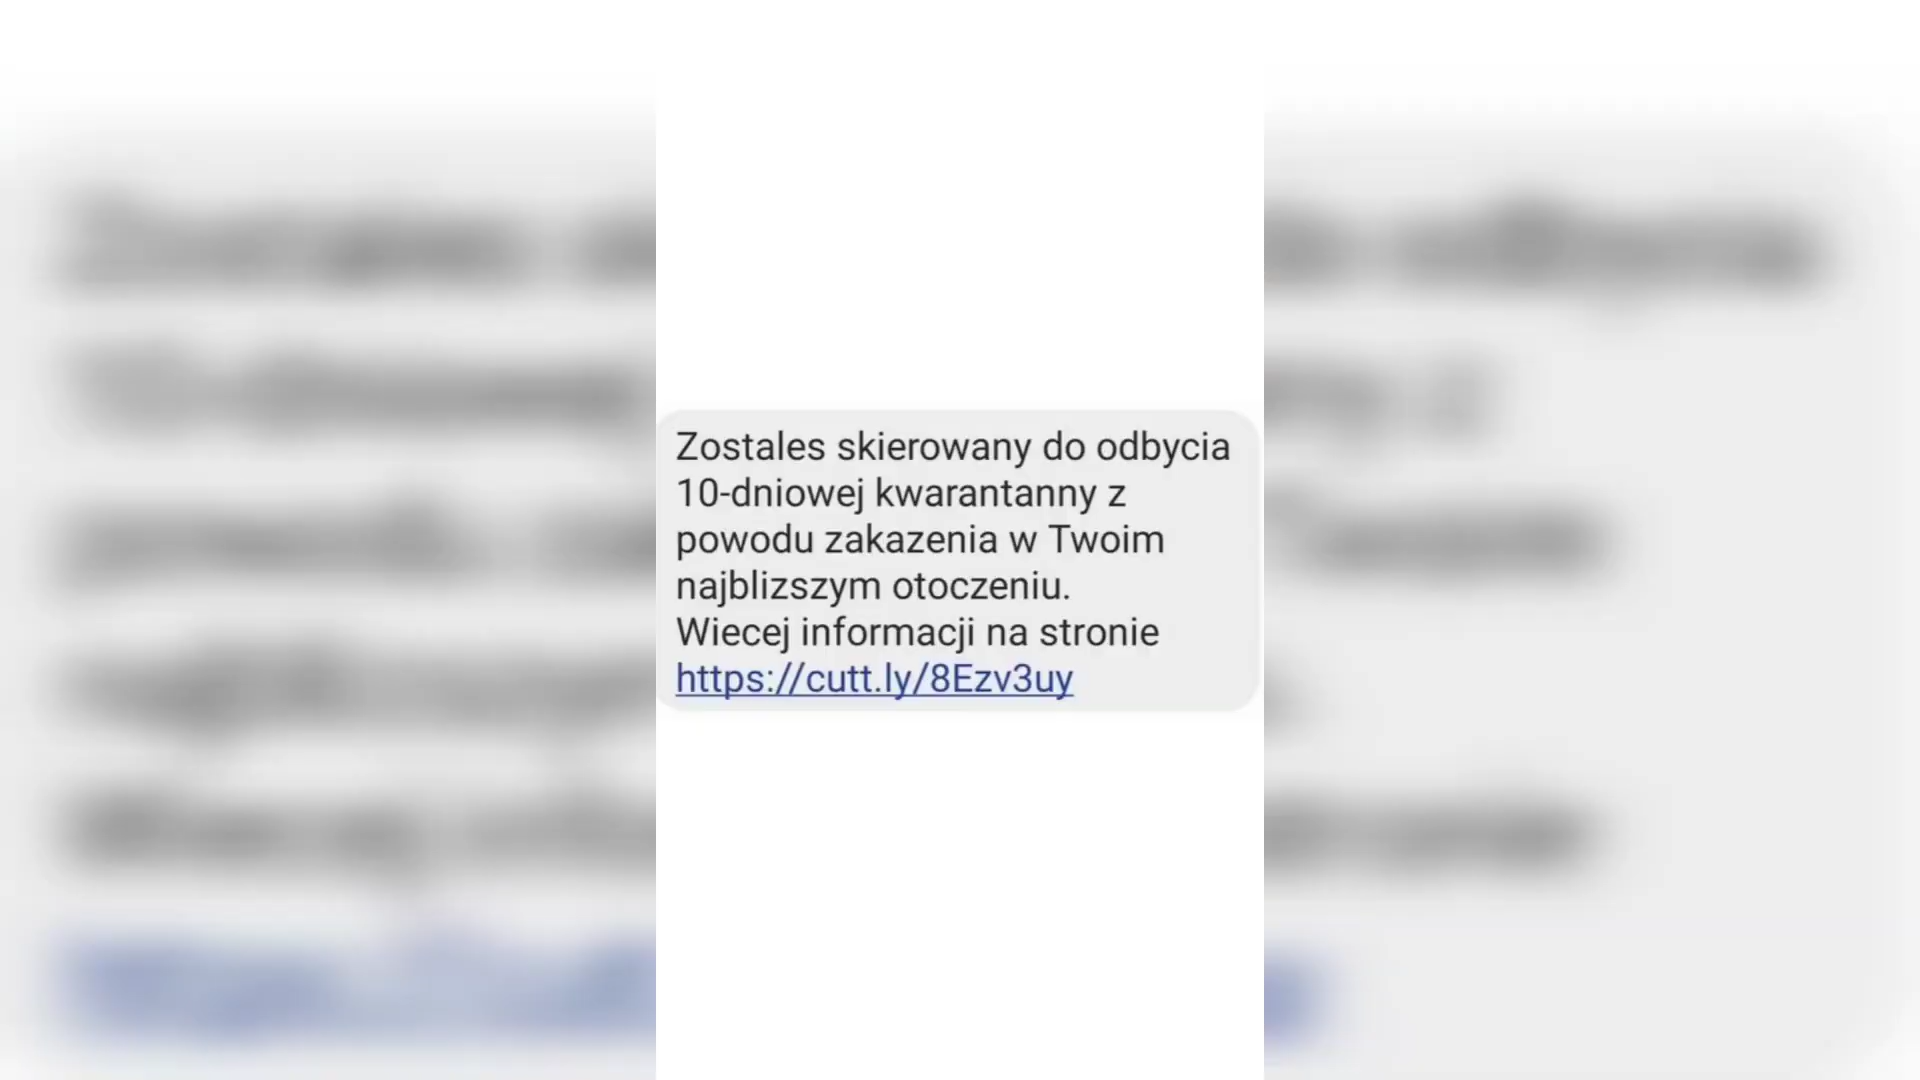 Zostales skierowany do odbycia
10-dniowej kwarantanny z
powodu zakazenia w Twoim
najblizszym otoczeniu.
Wiecej informacji na stronie
https://cutt.ly/8Ezv3uy